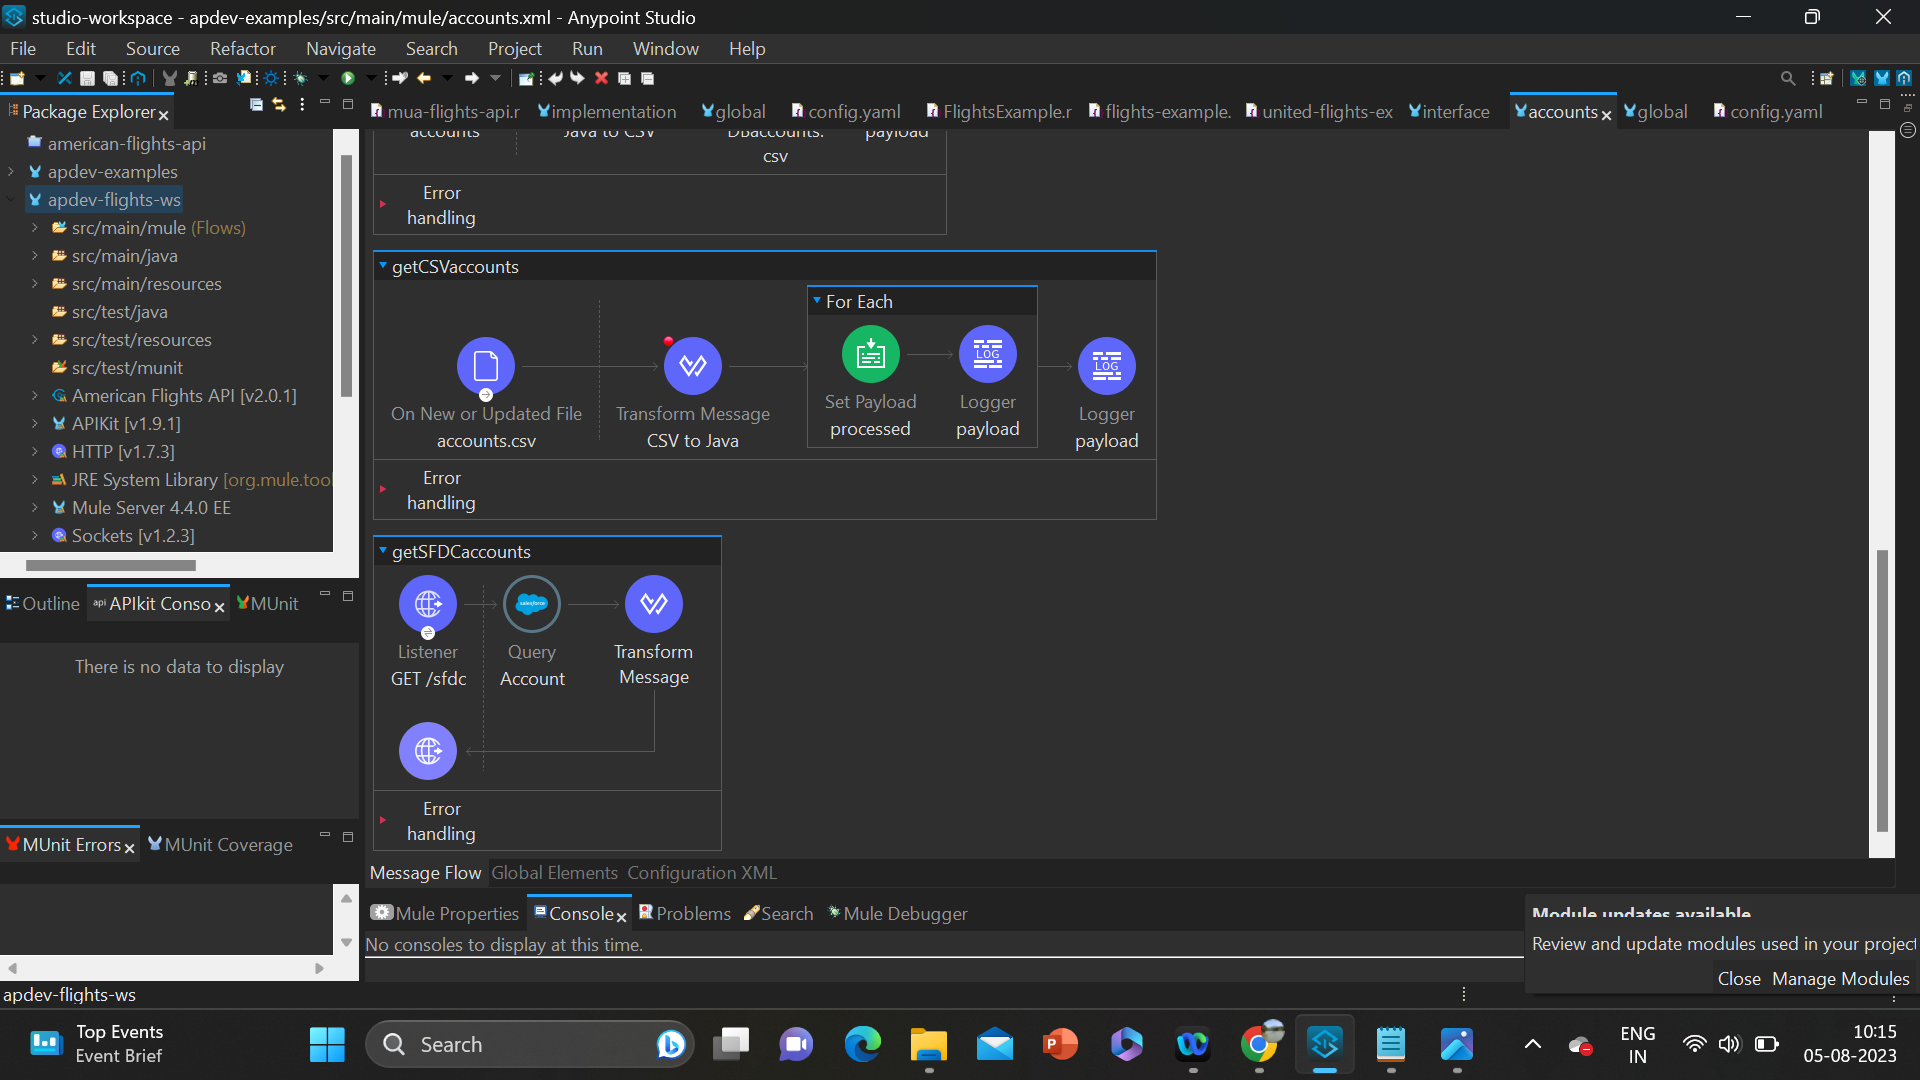 studio-workspace - apdev-examples/src/main/mule/accounts.xml - Anypoint Studio
File Edit Source Refactor Navigate Search Project Run Window Help
Package Explorer
mua-flights-api.r implementation global config.yaml FlightsExample.r flights-example. united-flights-ex interface accounts global config.yaml
american-flights-api
apdev-examples
apdev-flights-ws
src/main/mule (Flows)
src/main/java
src/main/resources
src/test/java
src/test/resources
src/test/munit
American Flights API [v2.0.1]
APIKit [v1.9.1]
HTTP [v1.7.3]
JRE System Library [org.mule.tool
Mule Server 4.4.0 EE
Sockets [v1.2.3]
accounts Java to CSV DBaccounts. payload
csv
Error
handling
getCSVaccounts
For Each
LOG
LOG
On New or Updated File
accounts.csv
Transform Message
CSV to Java
Set Payload
processed
Logger
payload
Logger
payload
Error
handling
getSFDCaccounts
salesforce
Listener
GET /sfdc
Query
Account
Transform
Message
Error
handling
Outline api APIkit Conso MUnit
There is no data to display
MUnit Errors MUnit Coverage
Message Flow Global Elements Configuration XML
Mule Properties Console Problems Search Mule Debugger
No consoles to display at this time.
Module updates available
Review and update modules used in your project
Close Manage Modules
apdev-flights-ws
Top Events
Event Brief
Search
ENG
IN
10:15
05-08-2023